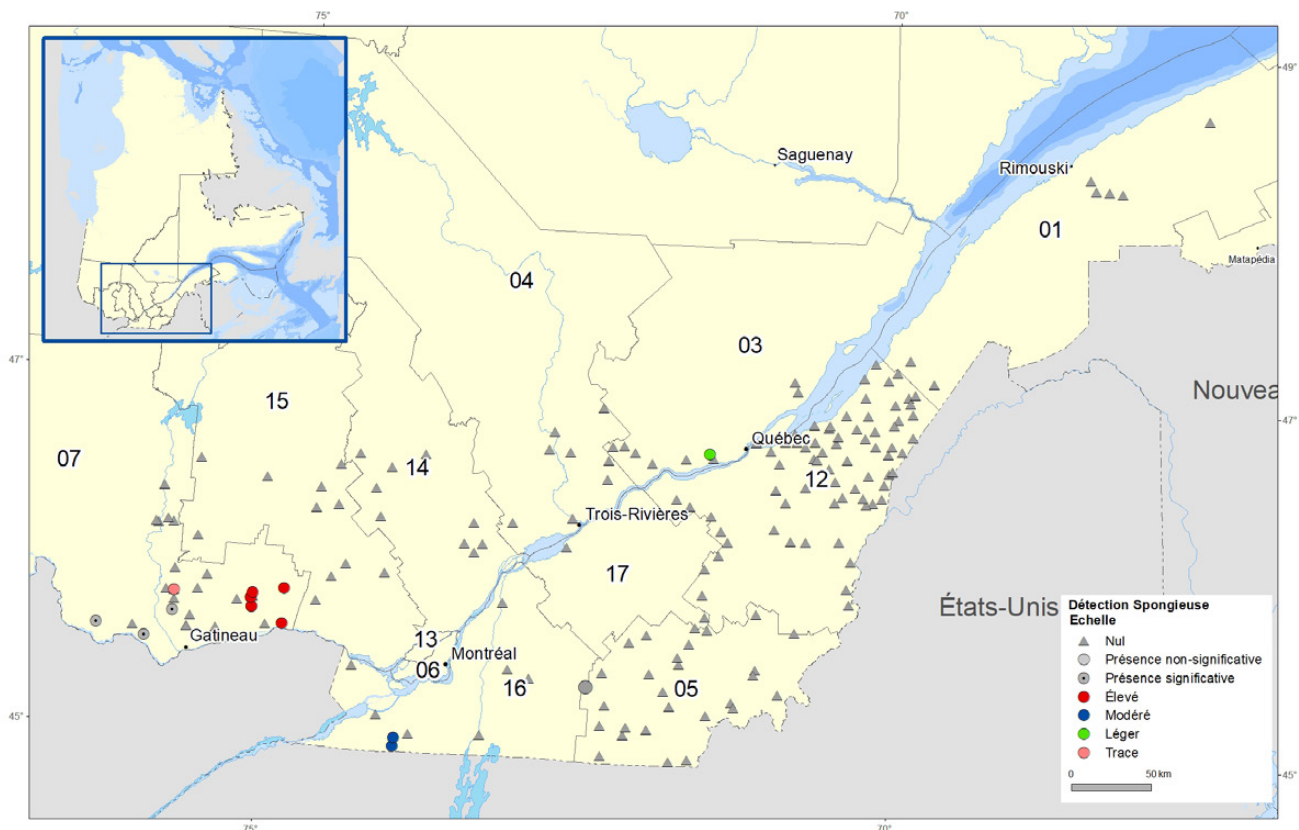 75°
70°
49°
Saguenay
Rimouski
01
Matapédia
04
03
47°
Nouvea
47°
15
07
14
Québec
12
Trois-Rivières
17
États-Unis
Gatineau
13
06
Montréal
16
05
45°
45°
75°
70°
Détection Spongieuse
Echelle
Nul
Présence non-significative
Présence significative
Élevé
Modéré
Léger
Trace
0 50 km